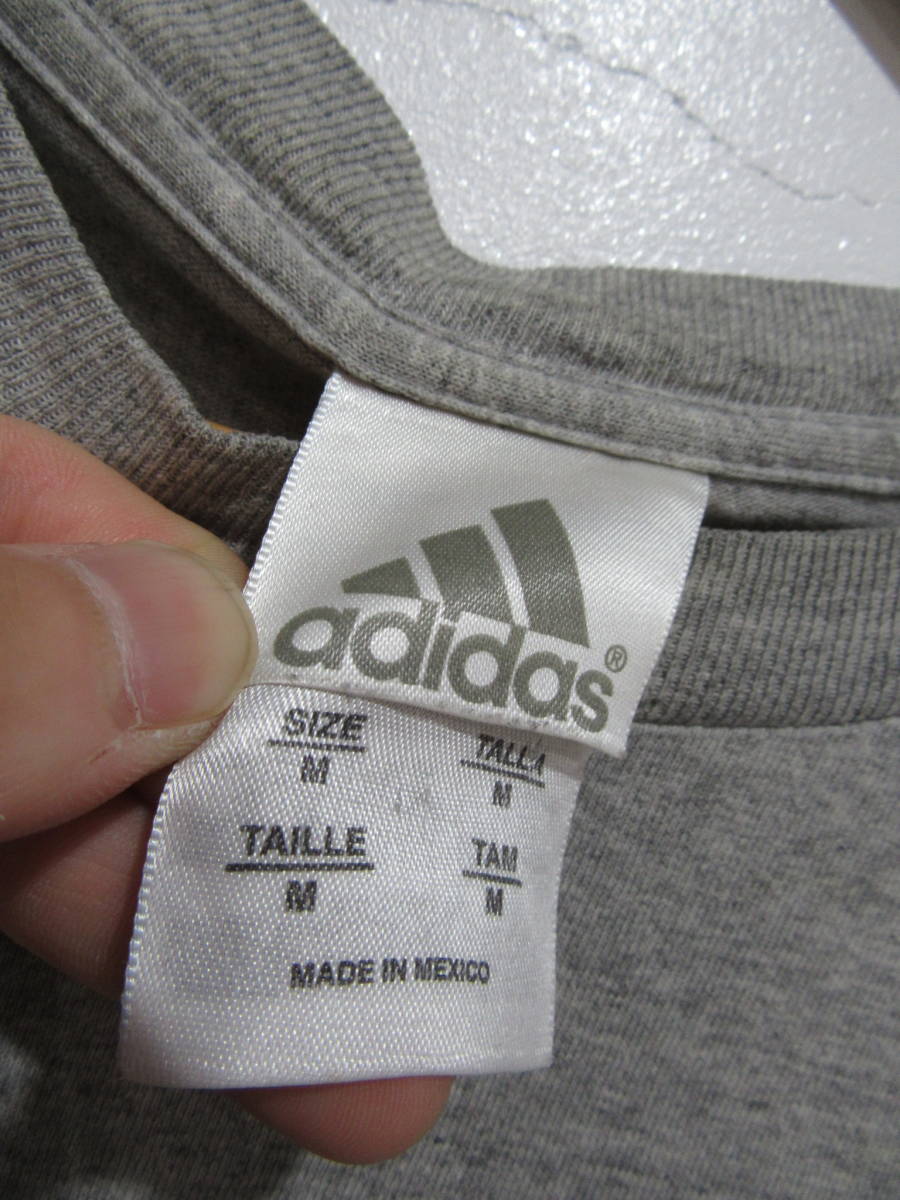 adidas®
SIZE
M
TALLA
M
TAILLE
M
TAM
M
MADE IN MEXICO